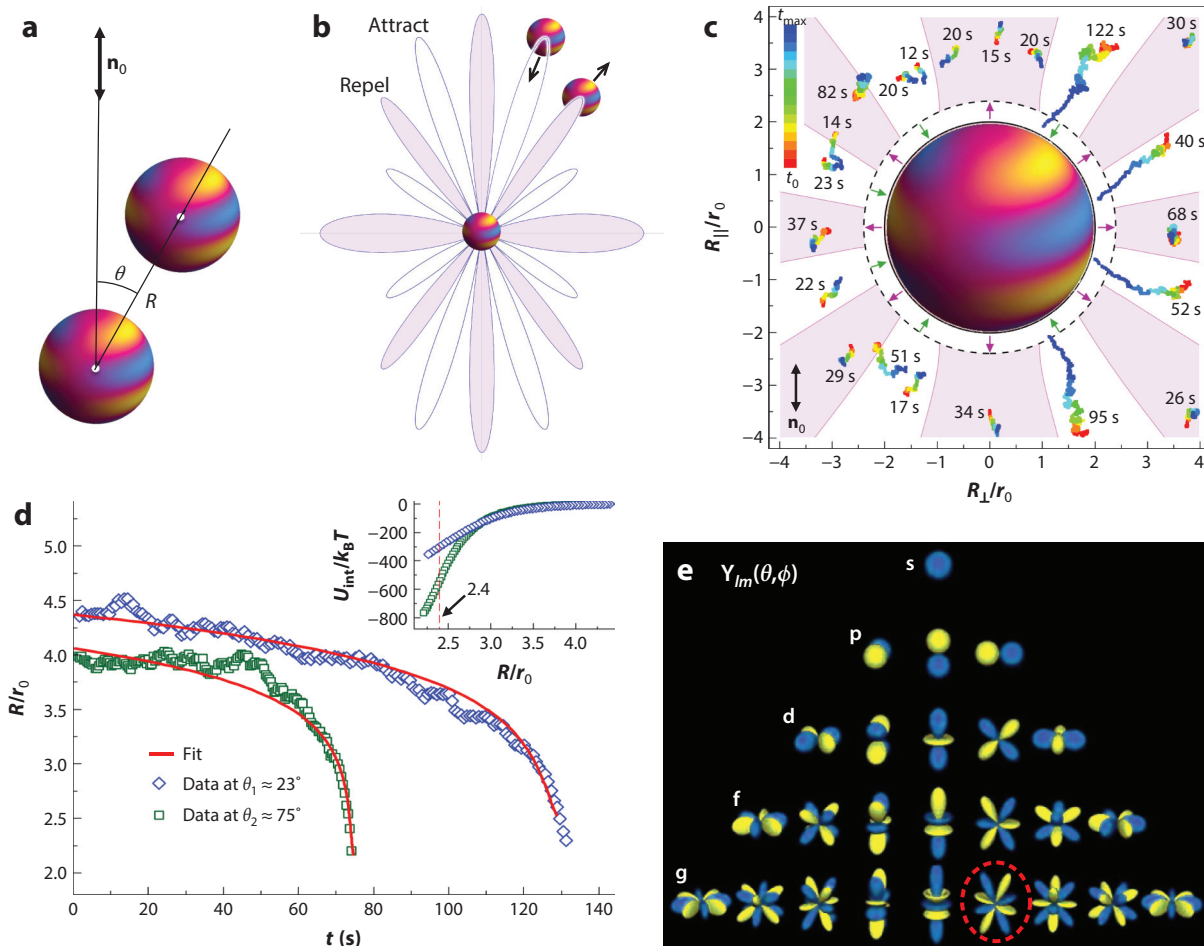 a
n₀
θ
R
b
Attract
Repel
c
t_max
t₀
4
3
2
1
0
−1
−2
−3
−4
R||/r₀
−4 −3 −2 −1 0 1 2 3 4
R⊥/r₀
20 s
15 s
20 s
122 s
30 s
12 s
20 s
82 s
14 s
23 s
40 s
37 s
68 s
22 s
52 s
29 s
51 s
17 s
34 s
95 s
26 s
n₀
d
R/r₀
5.0
4.5
4.0
3.5
3.0
2.5
2.0
0 20 40 60 80 100 120 140
t (s)
Fit
Data at θ₁ ≈ 23°
Data at θ₂ ≈ 75°
U_int/k_BT
0
−200
−400
−600
−800
2.4
2.5 3.0 3.5 4.0
R/r₀
e Y_lm(θ,ϕ)
s
p
d
f
g